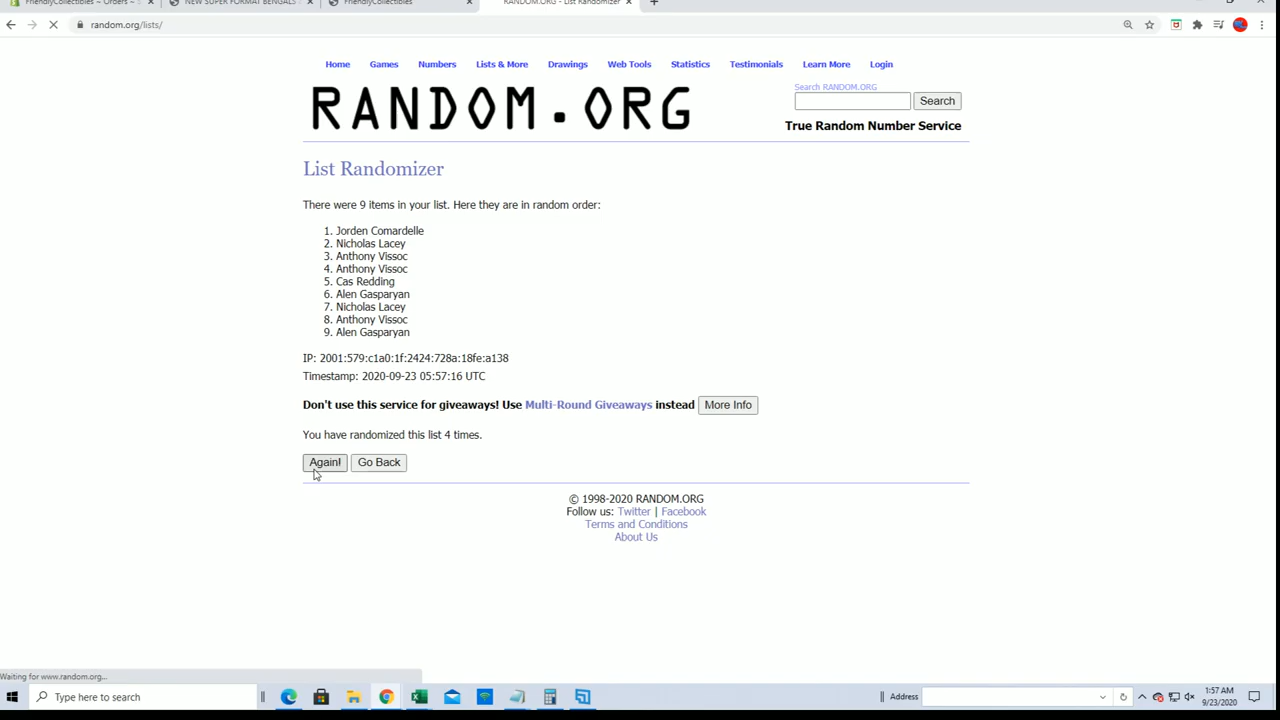 FriendlyCollectibles ~ Orders ~
NEW SUPER FORMAT BENGALS
FriendlyCollectibles
RANDOM.ORG - List Randomizer
random.org/lists/
Home Games Numbers Lists & More Drawings Web Tools Statistics Testimonials Learn More Login
RANDOM.ORG
Search RANDOM.ORG
Search
True Random Number Service
List Randomizer
There were 9 items in your list. Here they are in random order:
1. Jorden Comardelle
2. Nicholas Lacey
3. Anthony Vissoc
4. Anthony Vissoc
5. Cas Redding
6. Alen Gasparyan
7. Nicholas Lacey
8. Anthony Vissoc
9. Alen Gasparyan
IP: 2001:579:c1a0:1f:2424:728a:18fe:a138
Timestamp: 2020-09-23 05:57:16 UTC
Don't use this service for giveaways! Use Multi-Round Giveaways instead More Info
You have randomized this list 4 times.
Again! Go Back
© 1998-2020 RANDOM.ORG
Follow us: Twitter | Facebook
Terms and Conditions
About Us
Waiting for www.random.org...
Type here to search
Address
1:57 AM
9/23/2020